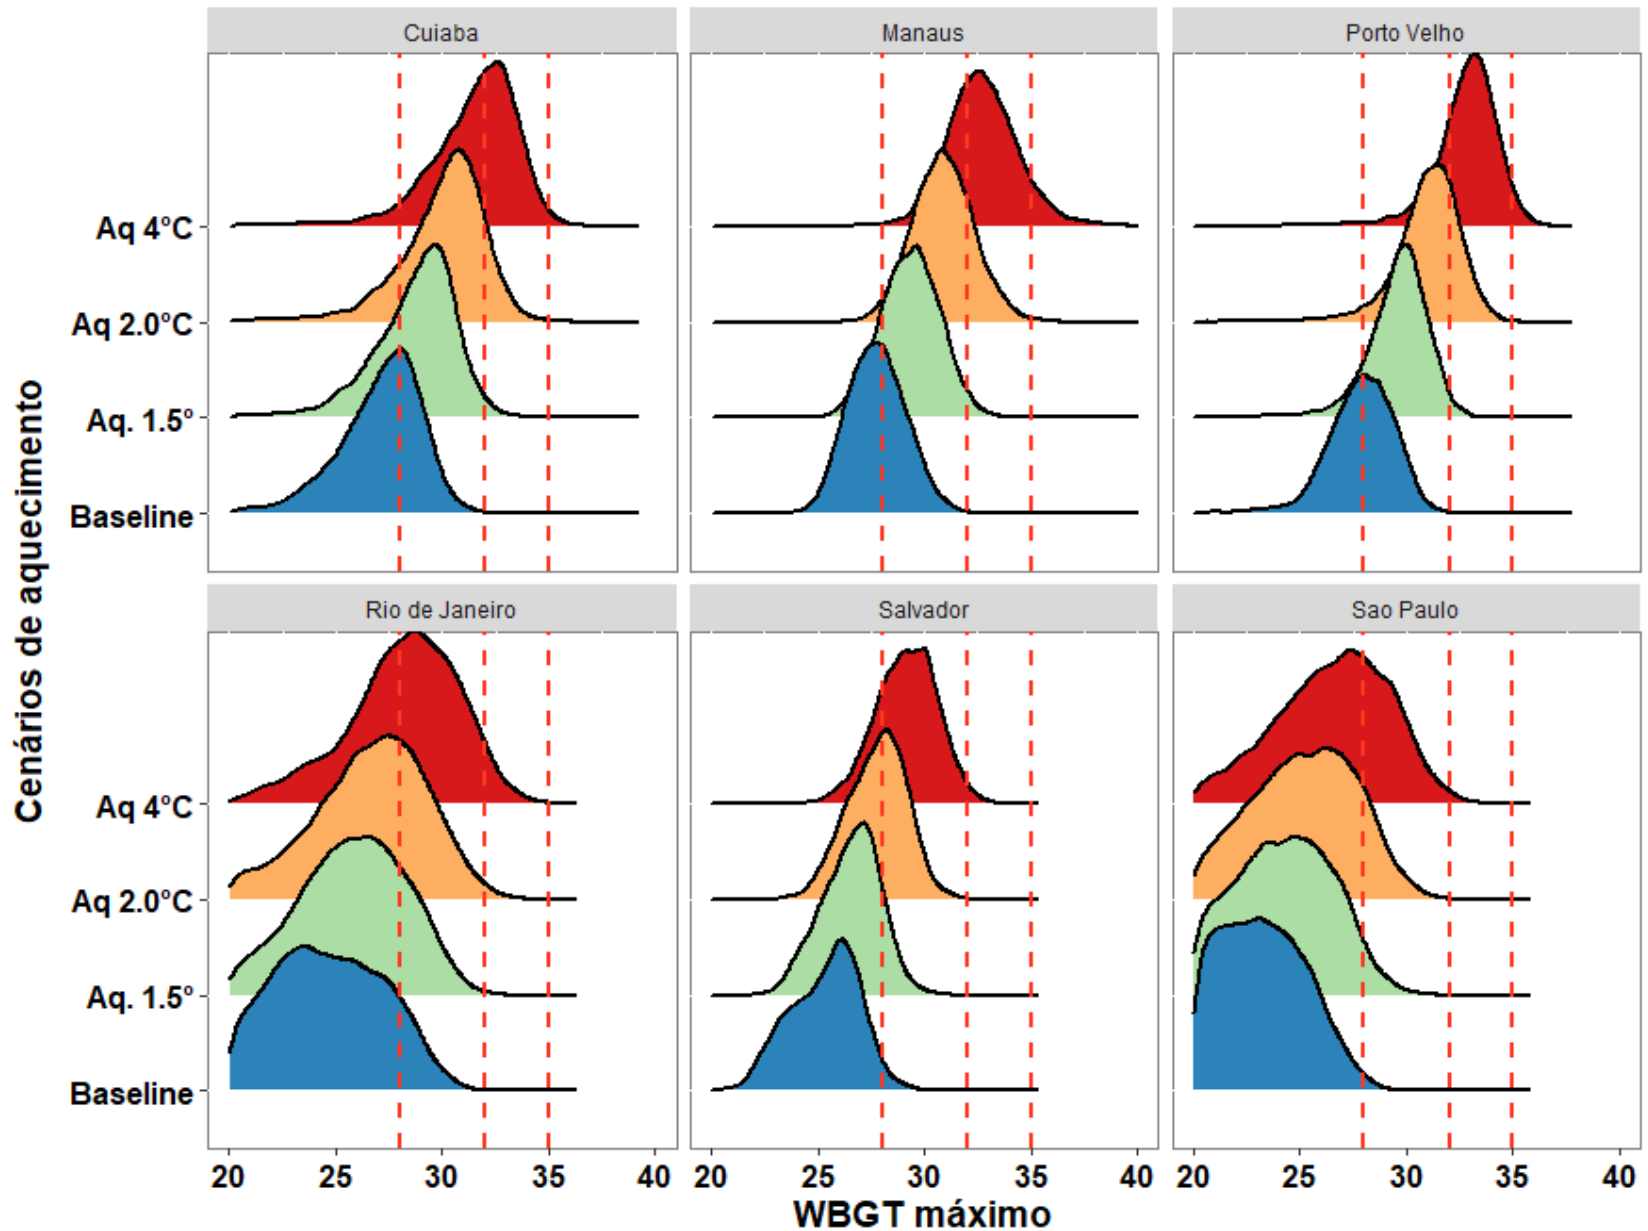 Cuiaba
Manaus
Porto Velho
Aq 4°C
Aq 2.0°C
Aq. 1.5º
Baseline
Cenários de aquecimento
Rio de Janeiro
Salvador
Sao Paulo
Aq 4°C
Aq 2.0°C
Aq. 1.5º
Baseline
20 25 30 35 40 20 25 30 35 40 20 25 30 35 40
WBGT máximo